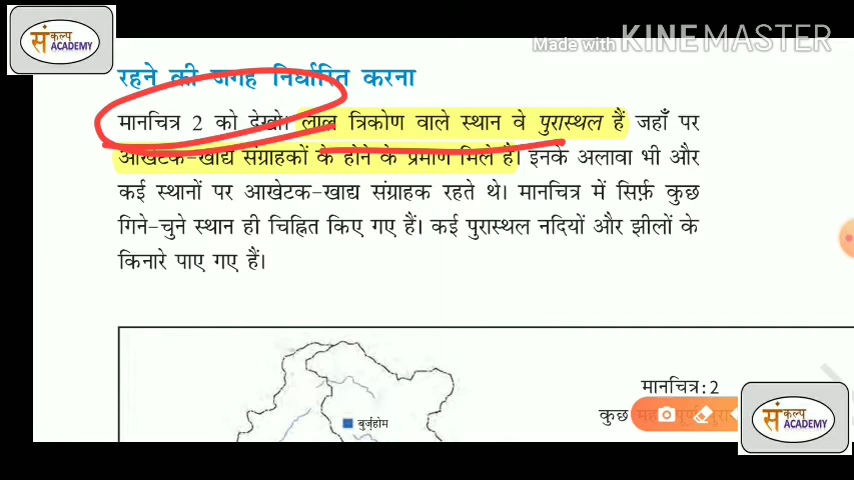 संकल्प ACADEMY
Made with KINEMASTER
रहने की जगह निर्धारित करना
मानचित्र 2 को देखो। लाल त्रिकोण वाले स्थान वे पुरास्थल हैं जहाँ पर
आखेटक-खाद्य संग्राहकों के होने के प्रमाण मिले हैं। इनके अलावा भी और
कई स्थानों पर आखेटक-खाद्य संग्राहक रहते थे। मानचित्र में सिर्फ़ कुछ
गिने-चुने स्थान ही चिह्नित किए गए हैं। कई पुरास्थल नदियों और झीलों के
किनारे पाए गए हैं।
मानचित्र:2
कुछ
बुर्ज़होम
संकल्प ACADEMY